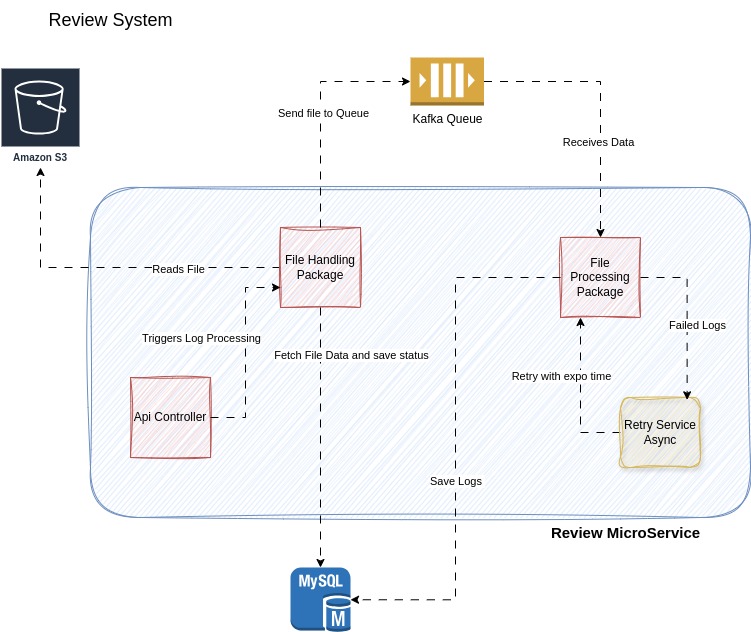 Review System
Amazon S3
Send file to Queue
Kafka Queue
Receives Data
File Handling
Package
File
Processing
Package
Reads File
Triggers Log Processing
Failed Logs
Fetch File Data and save status
Retry with expo time
Api Controller
Retry Service
Async
Save Logs
Review MicroService
MySQL
M